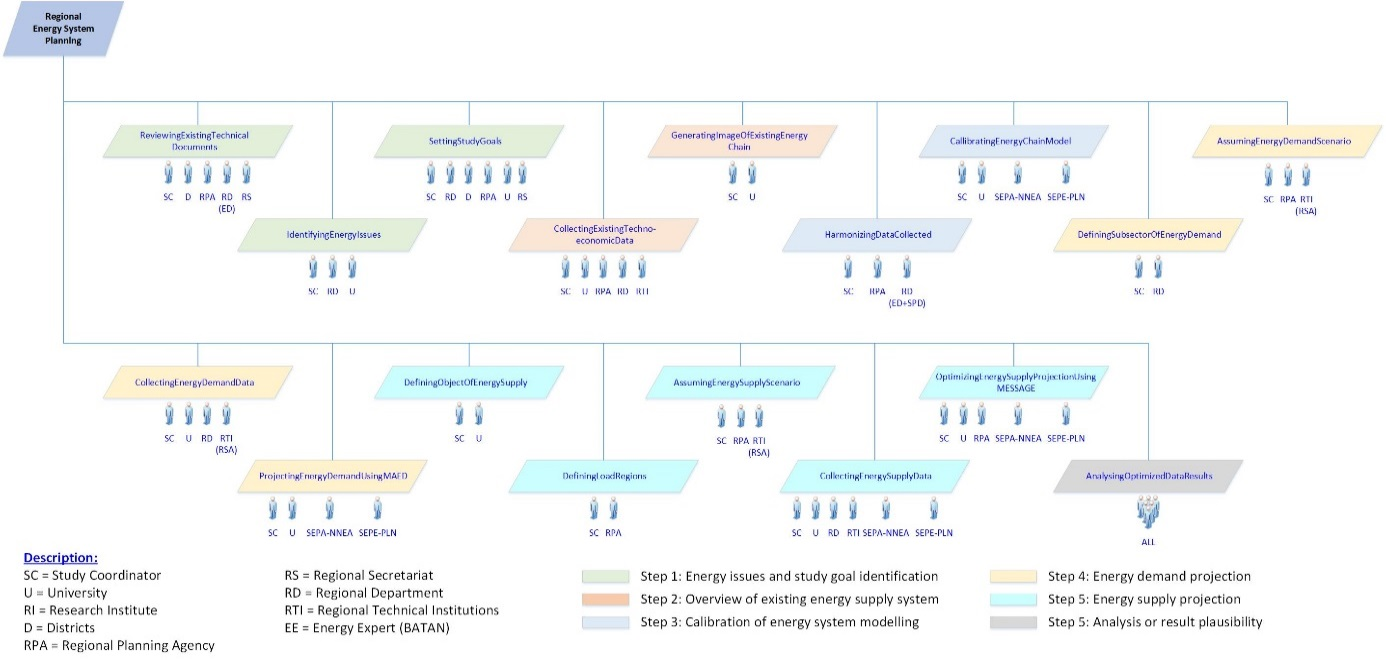 Regional
Energy System
Planning
ReviewingExistingTechnical
Documents
SC D RPA RD RS
(ED)
SettingStudyGoals
SC RD D RPA U RS
GeneratingImageOfExistingEnergy
Chain
SC U
CallibratingEnergyChainModel
SC U SEPA-NNEA SEPE-PLN
AssumingEnergyDemandScenario
SC RPA RTI
(RSA)
IdentifyingEnergyIssues
SC RD U
CollectingExistingTechno-
economicData
SC U RPA RD RTI
HarmonizingDataCollected
SC RPA RD
(ED+SPD)
DefiningSubsectorOfEnergyDemand
SC RD
CollectingEnergyDemandData
SC U RD RTI
(RSA)
DefiningObjectOfEnergySupply
SC U
AssumingEnergySupplyScenario
SC RPA RTI
(RSA)
OptimizingEnergySupplyProjectionUsing
MESSAGE
SC U RPA SEPA-NNEA SEPE-PLN
ProjectingEnergyDemandUsingMAED
SC U SEPA-NNEA SEPE-PLN
DefiningLoadRegions
SC RPA
CollectingEnergySupplyData
SC U RD RTI SEPA-NNEA SEPE-PLN
AnalysingOptimizedDataResults
ALL
Description:
SC = Study Coordinator
U = University
RI = Research Institute
D = Districts
RPA = Regional Planning Agency
RS = Regional Secretariat
RD = Regional Department
RTI = Regional Technical Institutions
EE = Energy Expert (BATAN)
Step 1: Energy issues and study goal identification
Step 2: Overview of existing energy supply system
Step 3: Calibration of energy system modelling
Step 4: Energy demand projection
Step 5: Energy supply projection
Step 5: Analysis or result plausibility